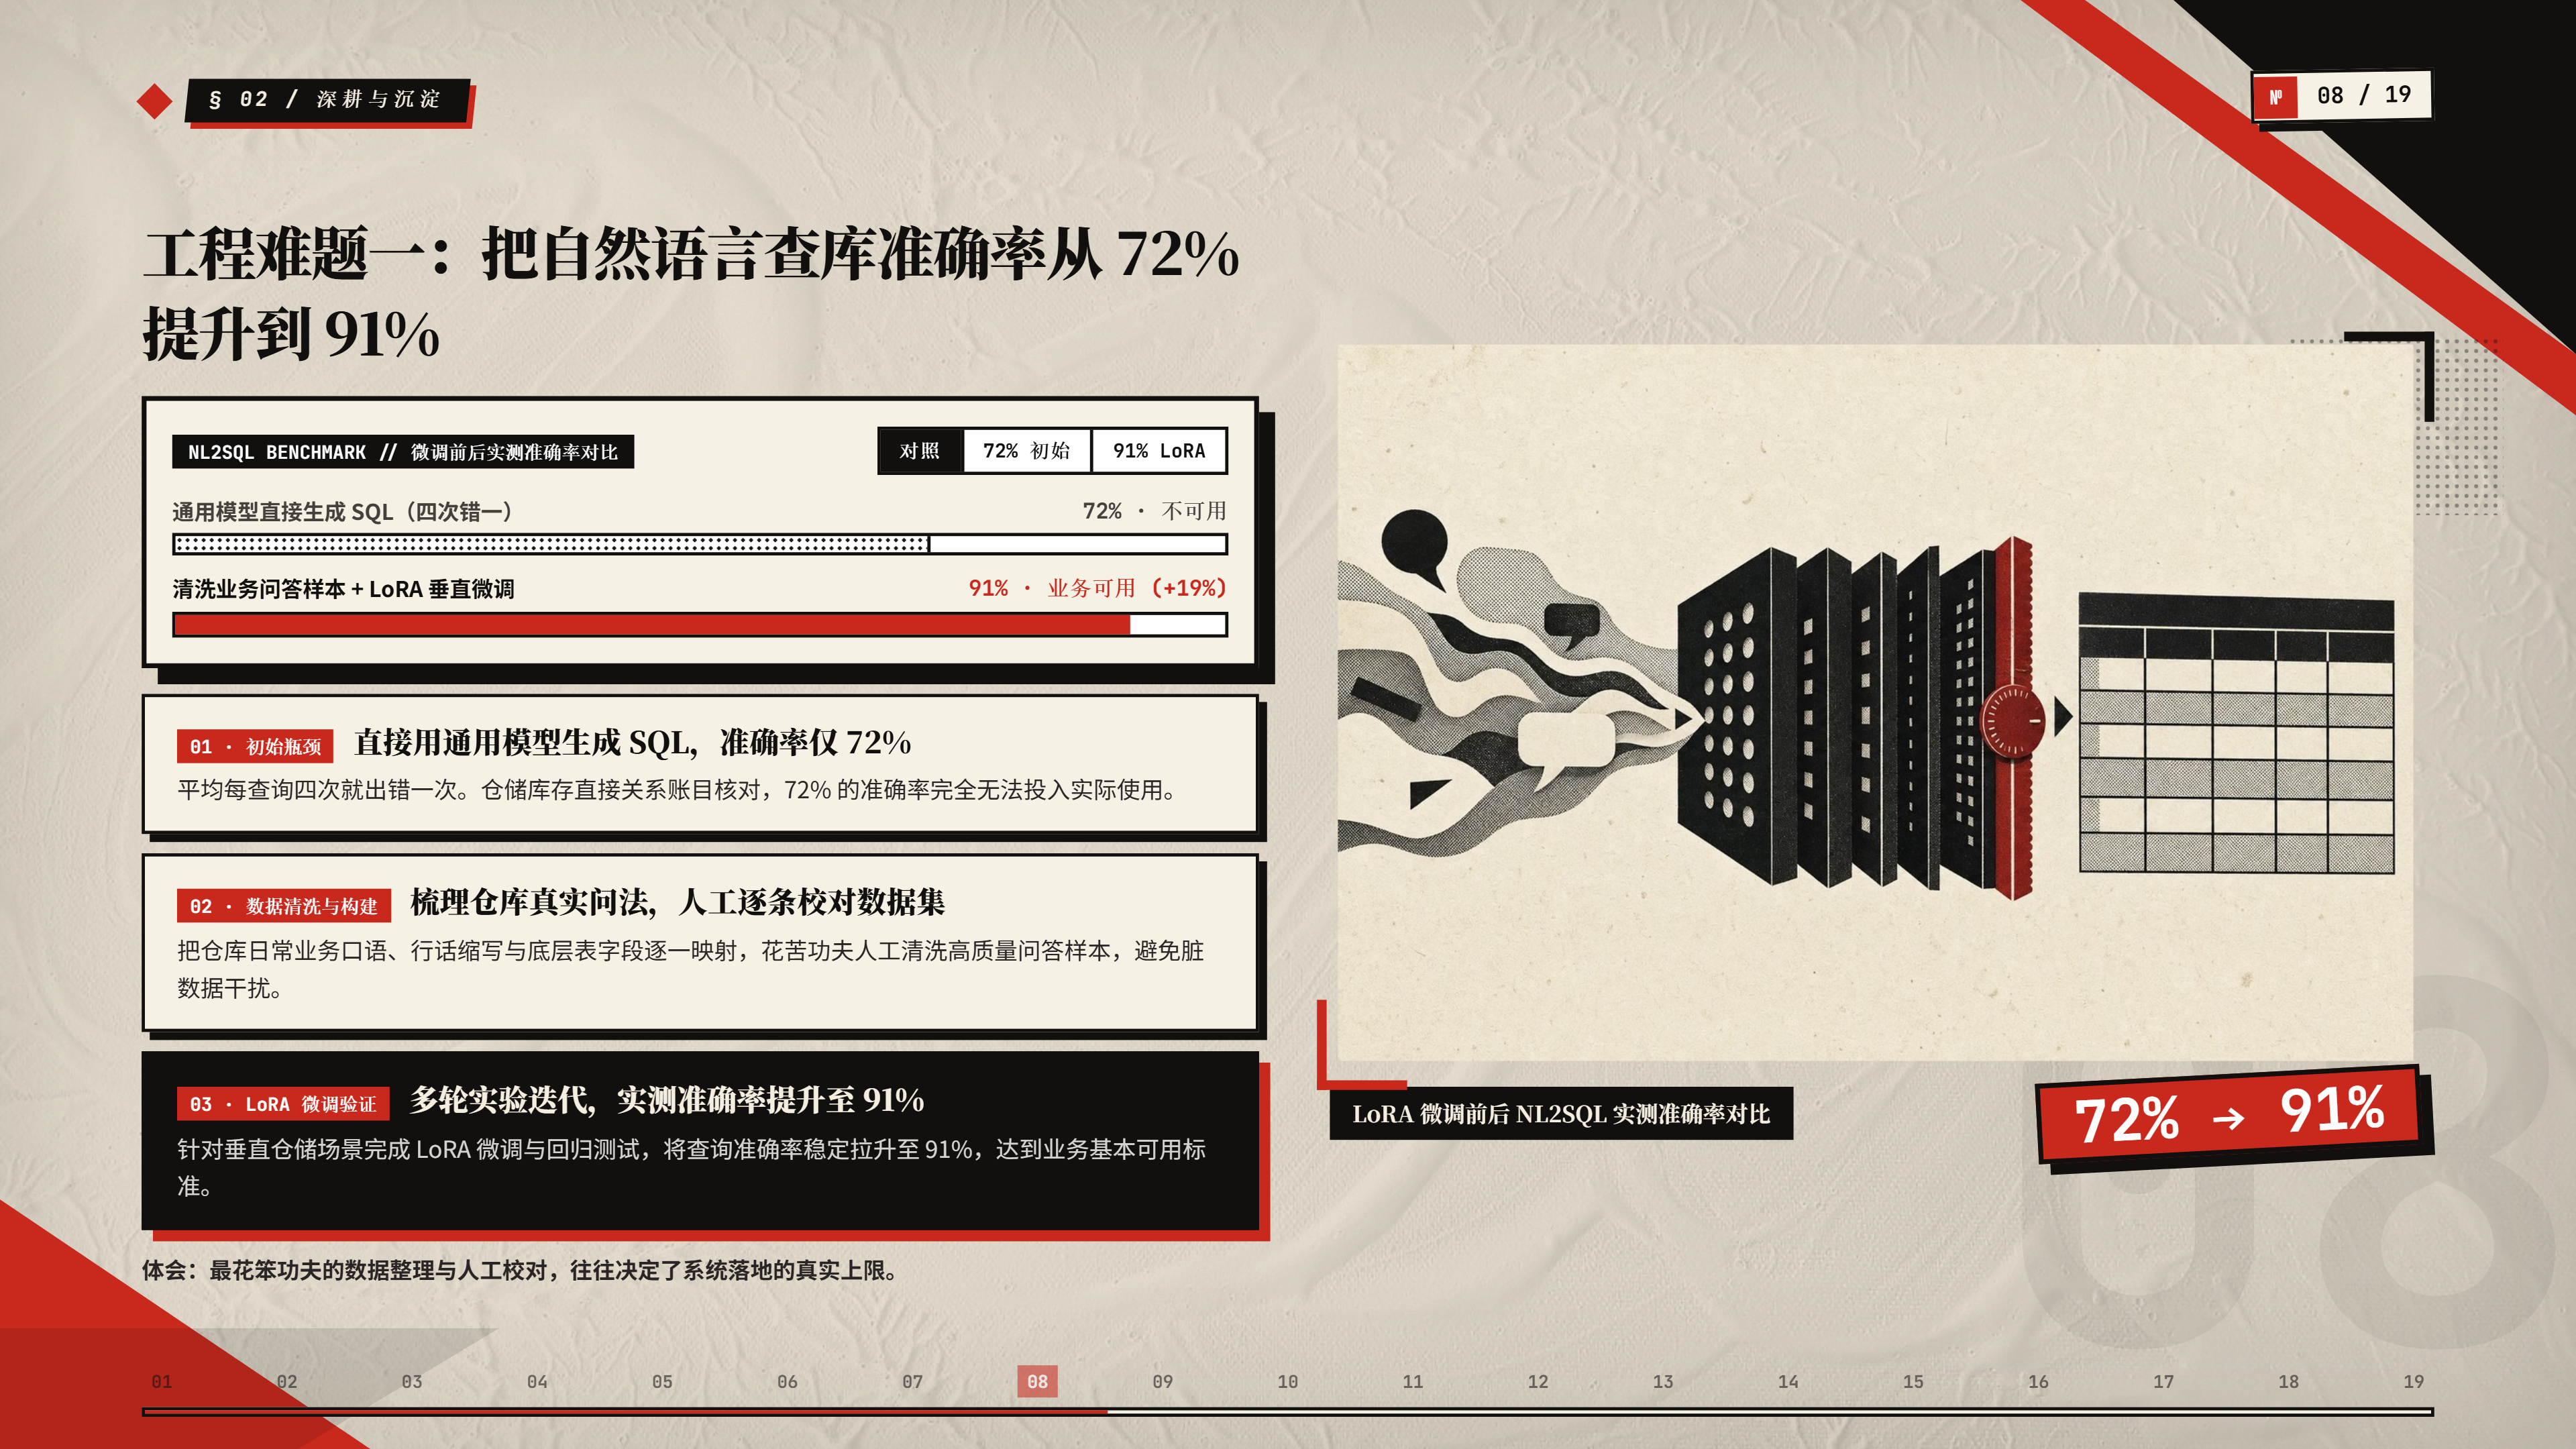 § 02 / 深耕与沉淀
Nº 08 / 19
工程难题一：把自然语言查库准确率从 72%
提升到 91%
NL2SQL BENCHMARK // 微调前后实测准确率对比
对照 72% 初始 91% LoRA
通用模型直接生成 SQL（四次错一） 72% · 不可用
清洗业务问答样本 + LoRA 垂直微调 91% · 业务可用 (+19%)
01 · 初始瓶颈 直接用通用模型生成 SQL，准确率仅 72%
平均每查询四次就出错一次。仓储库存直接关系账目核对，72% 的准确率完全无法投入实际使用。
02 · 数据清洗与构建 梳理仓库真实问法，人工逐条校对数据集
把仓库日常业务口语、行话缩写与底层表字段逐一映射，花苦功夫人工清洗高质量问答样本，避免脏
数据干扰。
03 · LoRA 微调验证 多轮实验迭代，实测准确率提升至 91%
针对垂直仓储场景完成 LoRA 微调与回归测试，将查询准确率稳定拉升至 91%，达到业务基本可用标
准。
体会：最花笨功夫的数据整理与人工校对，往往决定了系统落地的真实上限。
LoRA 微调前后 NL2SQL 实测准确率对比
72% → 91%
08
01 02 03 04 05 06 07 08 09 10 11 12 13 14 15 16 17 18 19